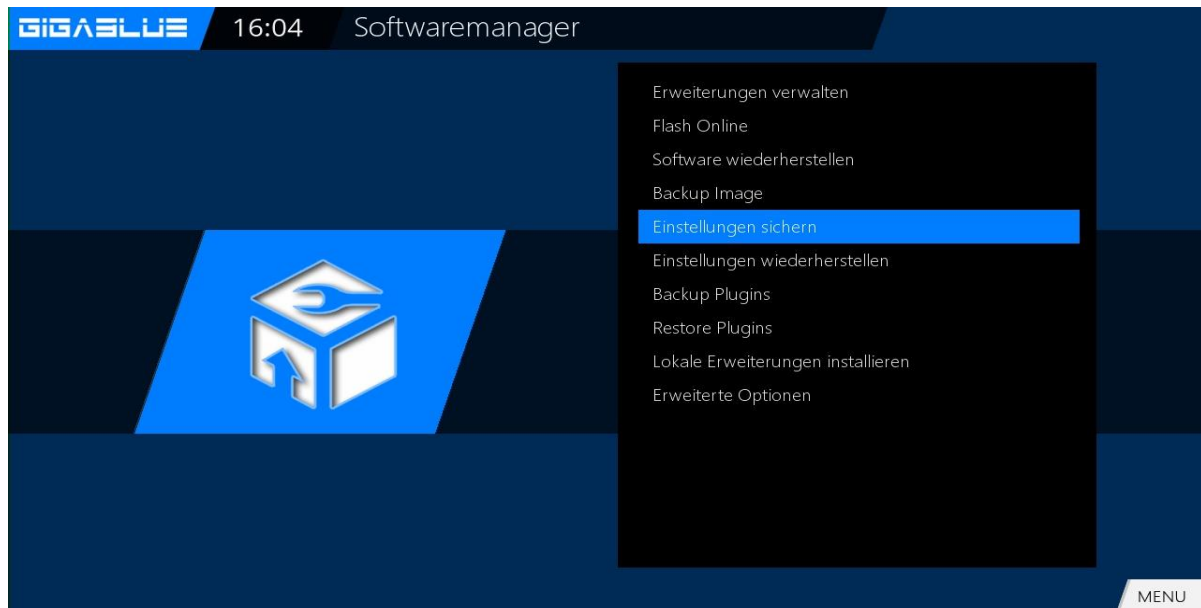 GIGABLUE 16:04 Softwaremanager
Erweiterungen verwalten
Flash Online
Software wiederherstellen
Backup Image
Einstellungen sichern
Einstellungen wiederherstellen
Backup Plugins
Restore Plugins
Lokale Erweiterungen installieren
Erweiterte Optionen
MENU